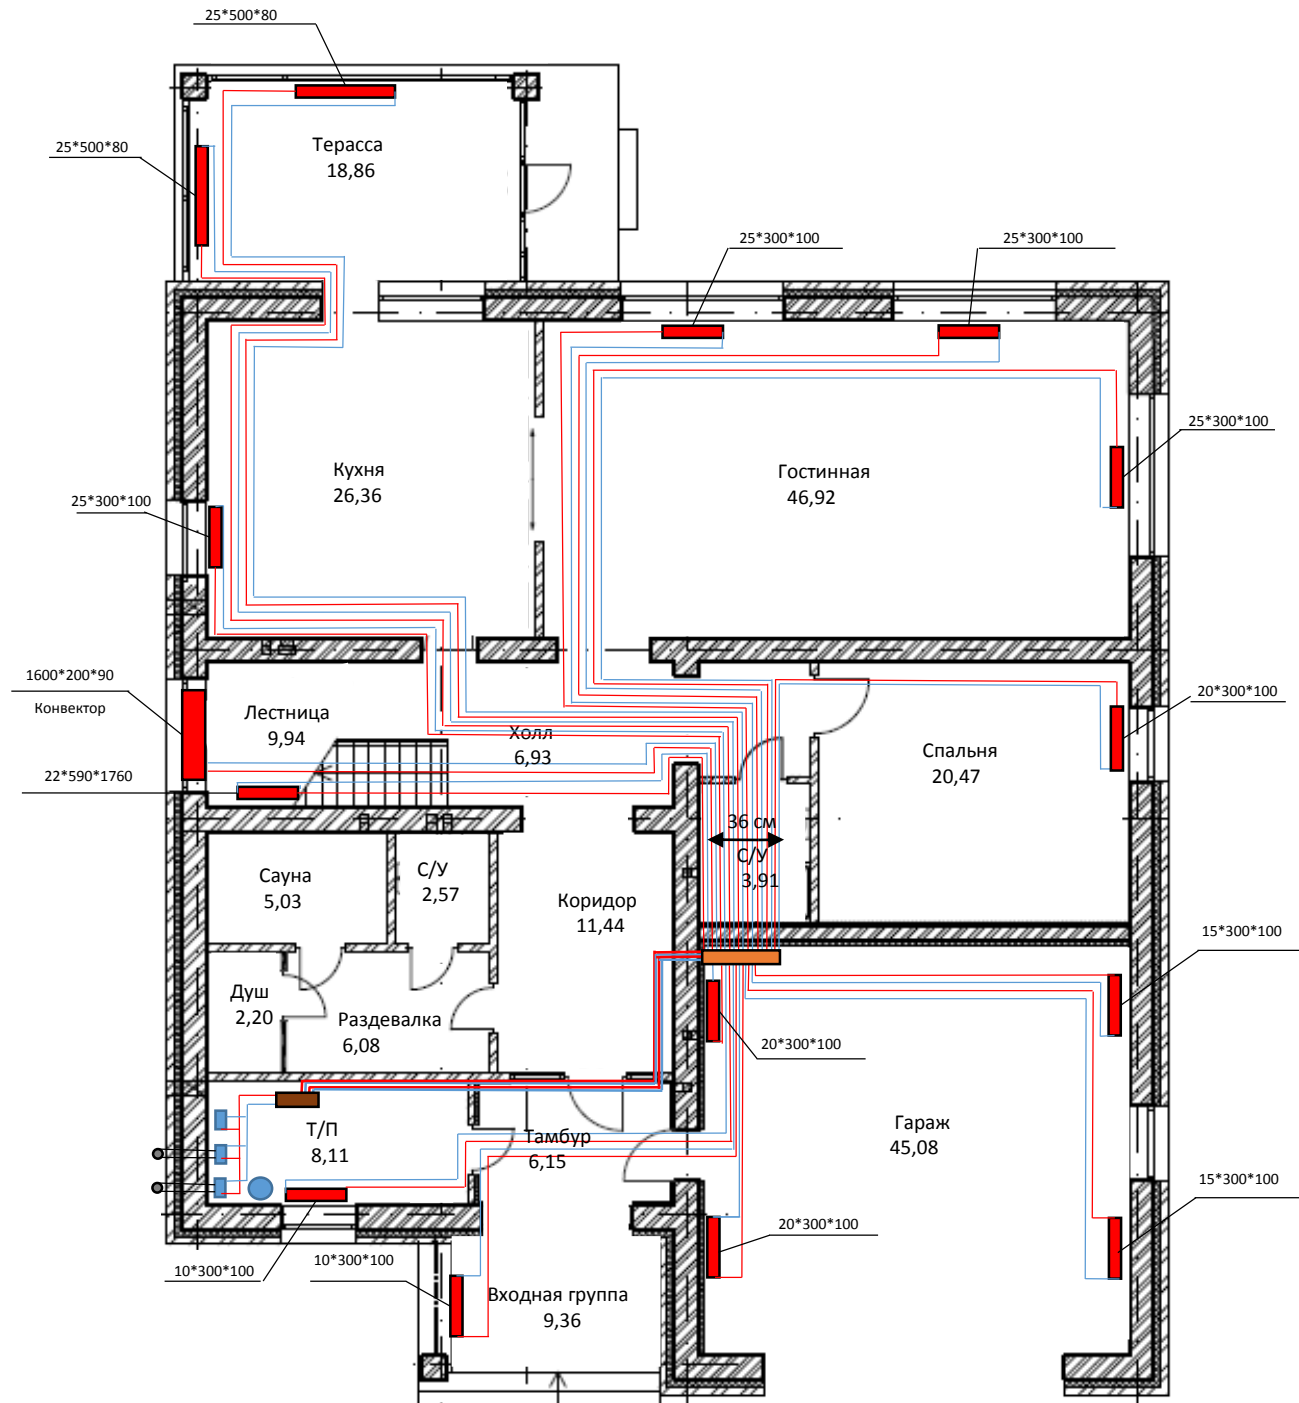 25*500*80
25*500*80
Терасса
18,86
25*300*100
25*300*100
25*300*100
Кухня
26,36
Гостинная
46,92
25*300*100
1600*200*90
Конвектор
Лестница
9,94
Холл
6,93
20*300*100
Спальня
20,47
22*590*1760
36 см
С/У
3,91
Сауна
5,03
С/У
2,57
Коридор
11,44
15*300*100
Душ
2,20
Раздевалка
6,08
20*300*100
Т/П
8,11
Тамбур
6,15
Гараж
45,08
15*300*100
20*300*100
10*300*100
10*300*100
Входная группа
9,36